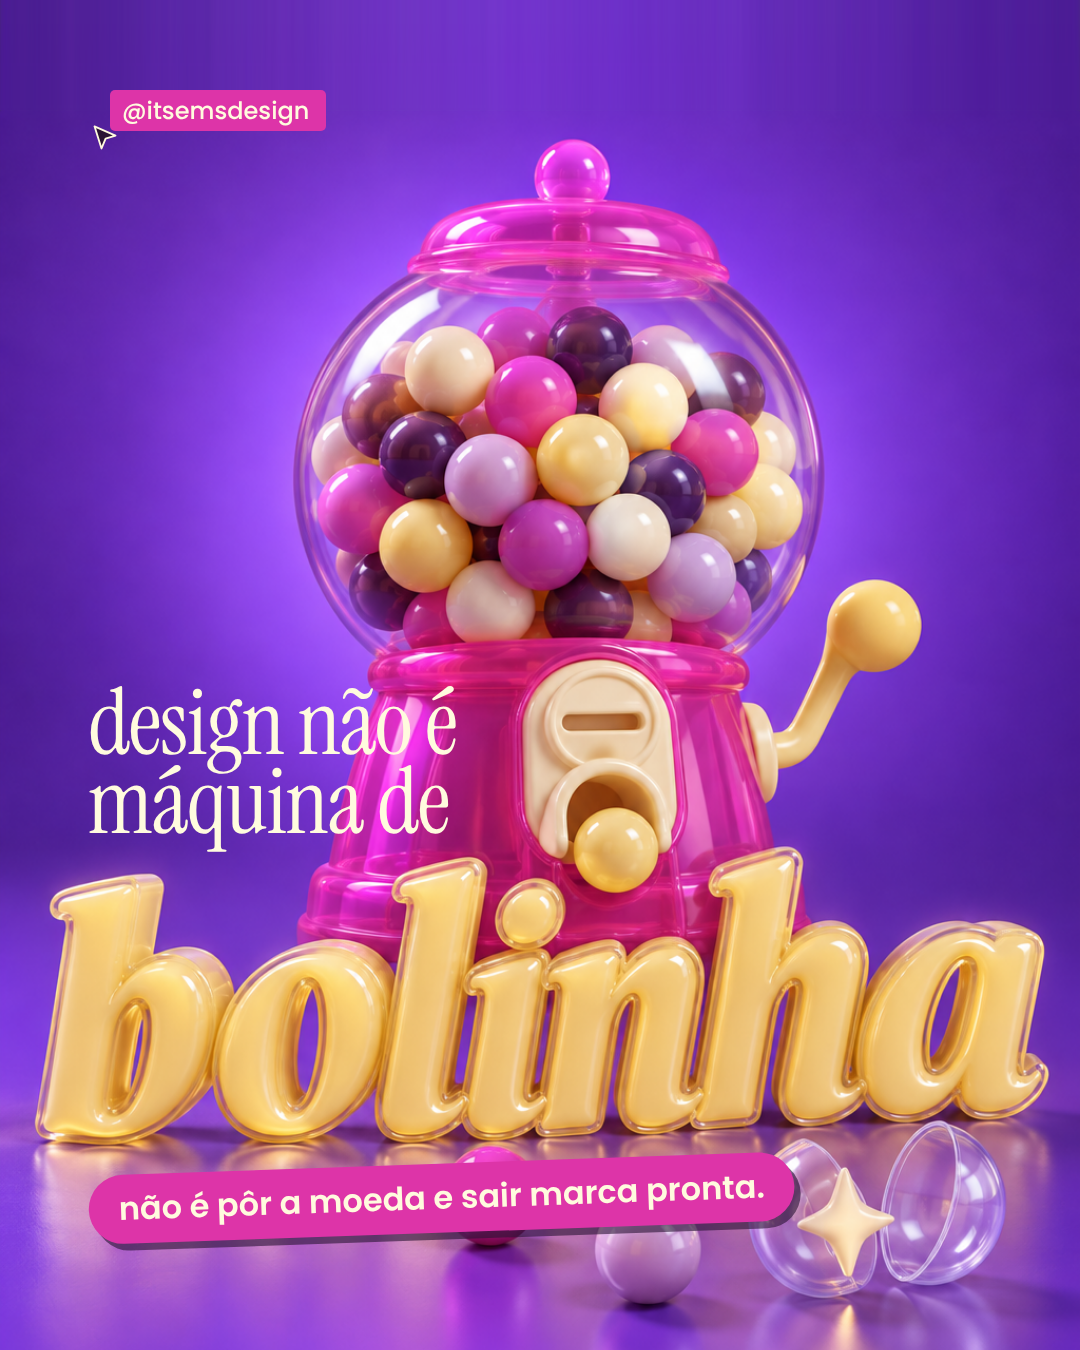 @itsemsdesign
design não é
máquina de
bolinha
não é pôr a moeda e sair marca pronta.